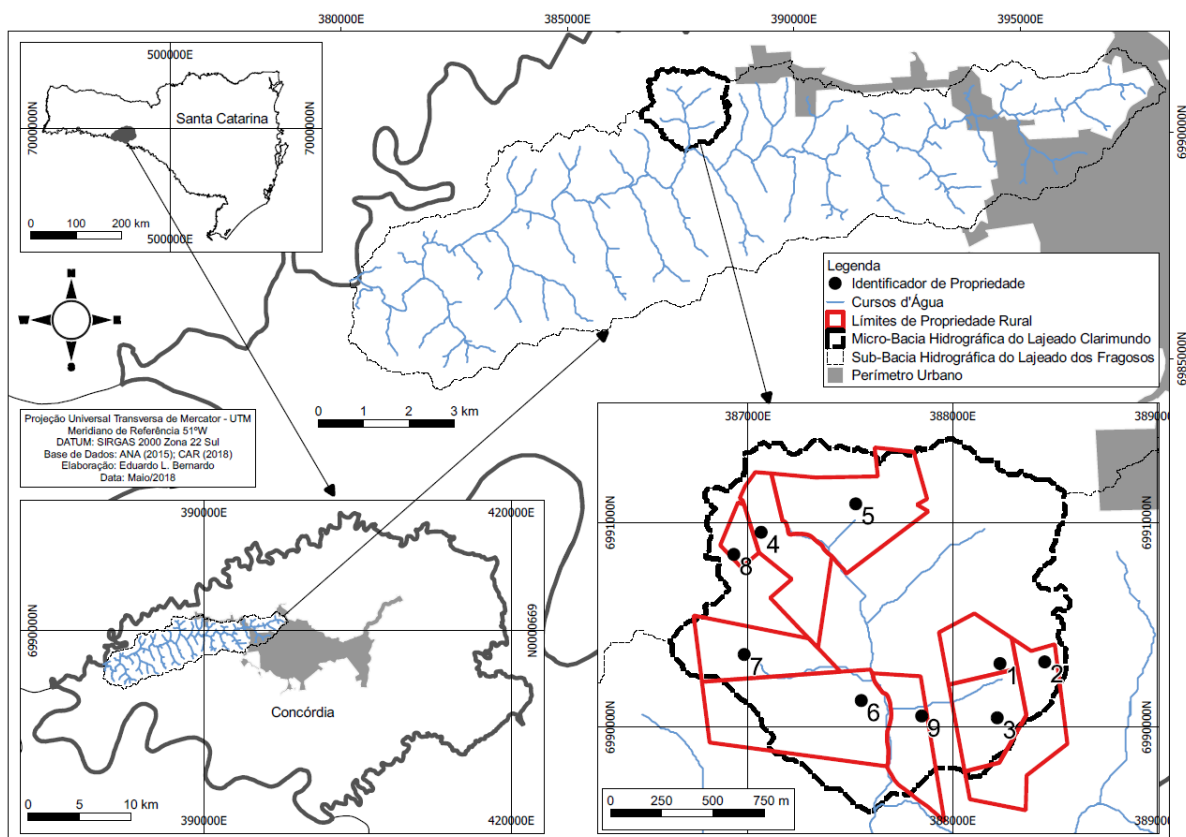 380000E
385000E
390000E
395000E
500000E
7000000N
Santa Catarina
7000000N
0 100 200 km
500000E
6990000N
6985000N
N
W
E
S
Legenda
Identificador de Propriedade
Cursos d'Água
Límites de Propriedade Rural
Micro-Bacia Hidrográfica do Lajeado Clarimundo
Sub-Bacia Hidrográfica do Lajeado dos Fragosos
Perímetro Urbano
0 1 2 3 km
Projeção Universal Transversa de Mercator - UTM
Meridiano de Referência 51ºW
DATUM: SIRGAS 2000 Zona 22 Sul
Base de Dados: ANA (2015); CAR (2018)
Elaboração: Eduardo L. Bernardo
Data: Maio/2018
390000E
420000E
6990000N
6990000N
Concórdia
0 5 10 km
390000E
420000E
387000E
388000E
389000E
6991000N
6991000N
5
4
8
7
1
2
6
9
3
6990000N
6990000N
0 250 500 750 m
388000E
389000E